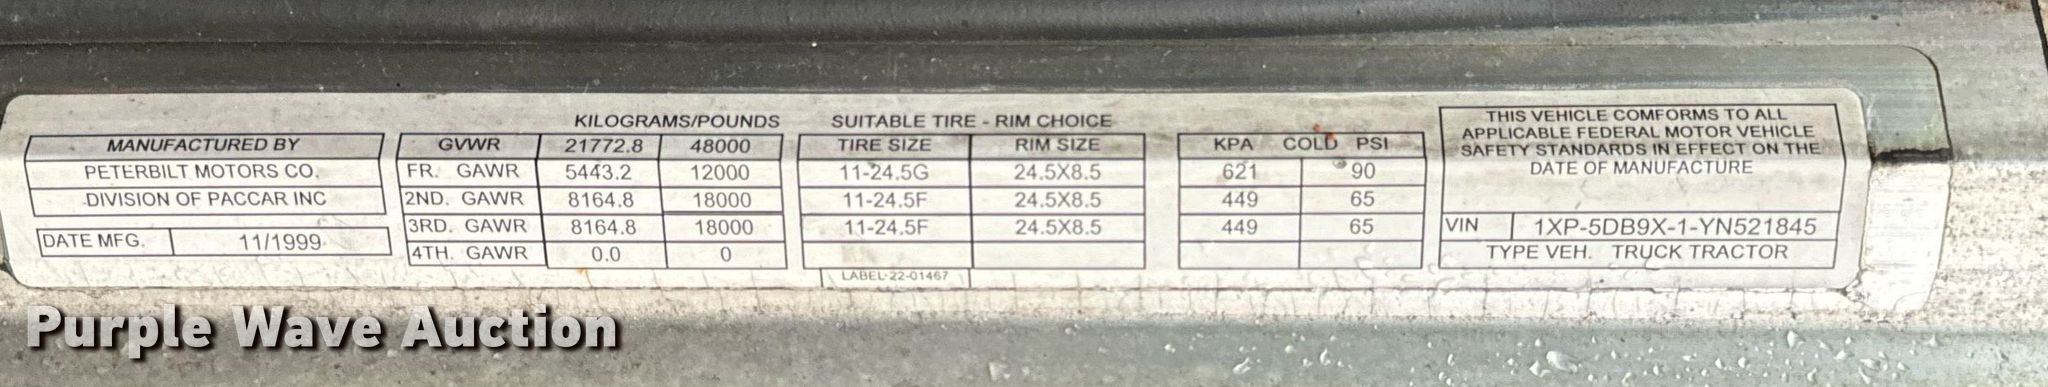 KILOGRAMS/POUNDS SUITABLE TIRE - RIM CHOICE
MANUFACTURED BY
PETERBILT MOTORS CO.
DIVISION OF PACCAR INC
DATE MFG. 11/1999
GVWR 21772.8 48000
FR. GAWR 5443.2 12000
2ND. GAWR 8164.8 18000
3RD. GAWR 8164.8 18000
4TH. GAWR 0.0 0
TIRE SIZE RIM SIZE
11-24.5G 24.5X8.5
11-24.5F 24.5X8.5
11-24.5F 24.5X8.5
LABEL-22-01467
KPA COLD PSI
621 90
449 65
449 65
THIS VEHICLE COMFORMS TO ALL
APPLICABLE FEDERAL MOTOR VEHICLE
SAFETY STANDARDS IN EFFECT ON THE
DATE OF MANUFACTURE
VIN 1XP-5DB9X-1-YN521845
TYPE VEH. TRUCK TRACTOR
Purple Wave Auction